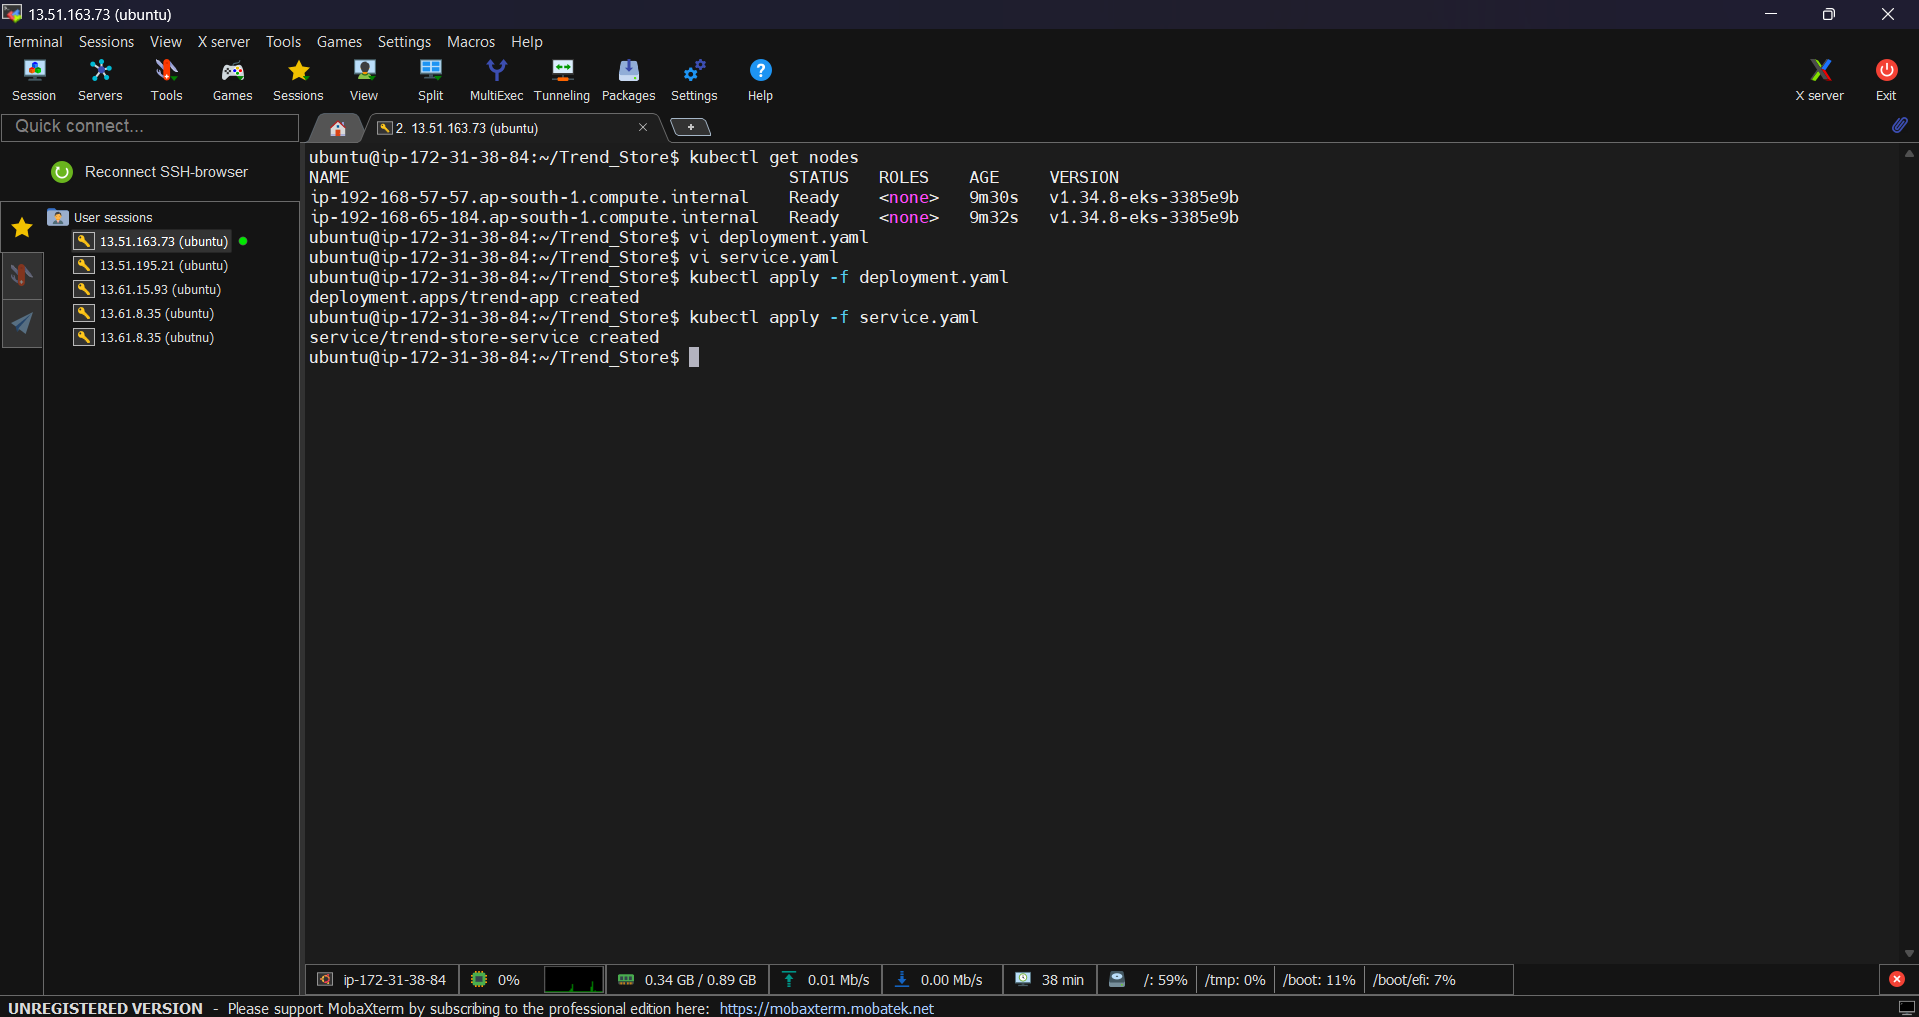 13.51.163.73 (ubuntu)
Terminal Sessions View X server Tools Games Settings Macros Help
Session Servers Tools Games Sessions View Split MultiExec Tunneling Packages Settings Help X server Exit
Quick connect...
2. 13.51.163.73 (ubuntu)
Reconnect SSH-browser
User sessions
13.51.163.73 (ubuntu)
13.51.195.21 (ubuntu)
13.61.15.93 (ubuntu)
13.61.8.35 (ubuntu)
13.61.8.35 (ubutnu)
ubuntu@ip-172-31-38-84:~/Trend_Store$ kubectl get nodes
NAME STATUS ROLES AGE VERSION
ip-192-168-57-57.ap-south-1.compute.internal Ready <none> 9m30s v1.34.8-eks-3385e9b
ip-192-168-65-184.ap-south-1.compute.internal Ready <none> 9m32s v1.34.8-eks-3385e9b
ubuntu@ip-172-31-38-84:~/Trend_Store$ vi deployment.yaml
ubuntu@ip-172-31-38-84:~/Trend_Store$ vi service.yaml
ubuntu@ip-172-31-38-84:~/Trend_Store$ kubectl apply -f deployment.yaml
deployment.apps/trend-app created
ubuntu@ip-172-31-38-84:~/Trend_Store$ kubectl apply -f service.yaml
service/trend-store-service created
ubuntu@ip-172-31-38-84:~/Trend_Store$
ip-172-31-38-84 0% 0.34 GB / 0.89 GB 0.01 Mb/s 0.00 Mb/s 38 min /: 59% /tmp: 0% /boot: 11% /boot/efi: 7%
UNREGISTERED VERSION - Please support MobaXterm by subscribing to the professional edition here: https://mobaxterm.mobatek.net